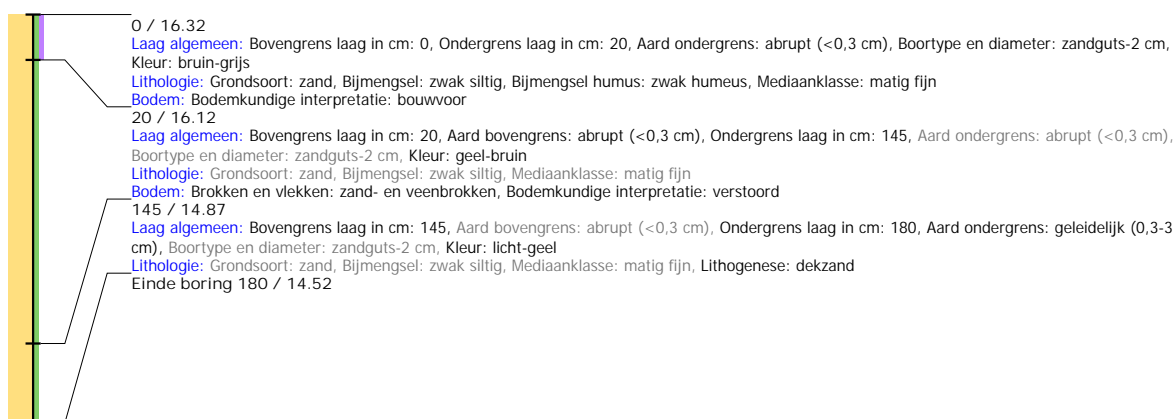 0 / 16.32
Laag algemeen: Bovengrens laag in cm: 0, Ondergrens laag in cm: 20, Aard ondergrens: abrupt (<0,3 cm), Boortype en diameter: zandguts-2 cm,
Kleur: bruin-grijs
Lithologie: Grondsoort: zand, Bijmengsel: zwak siltig, Bijmengsel humus: zwak humeus, Mediaanklasse: matig fijn
Bodem: Bodemkundige interpretatie: bouwvoor
20 / 16.12
Laag algemeen: Bovengrens laag in cm: 20, Aard bovengrens: abrupt (<0,3 cm), Ondergrens laag in cm: 145, Aard ondergrens: abrupt (<0,3 cm),
Boortype en diameter: zandguts-2 cm, Kleur: geel-bruin
Lithologie: Grondsoort: zand, Bijmengsel: zwak siltig, Mediaanklasse: matig fijn
Bodem: Brokken en vlekken: zand- en veenbrokken, Bodemkundige interpretatie: verstoord
145 / 14.87
Laag algemeen: Bovengrens laag in cm: 145, Aard bovengrens: abrupt (<0,3 cm), Ondergrens laag in cm: 180, Aard ondergrens: geleidelijk (0,3-3
cm), Boortype en diameter: zandguts-2 cm, Kleur: licht-geel
Lithologie: Grondsoort: zand, Bijmengsel: zwak siltig, Mediaanklasse: matig fijn, Lithogenese: dekzand
Einde boring 180 / 14.52